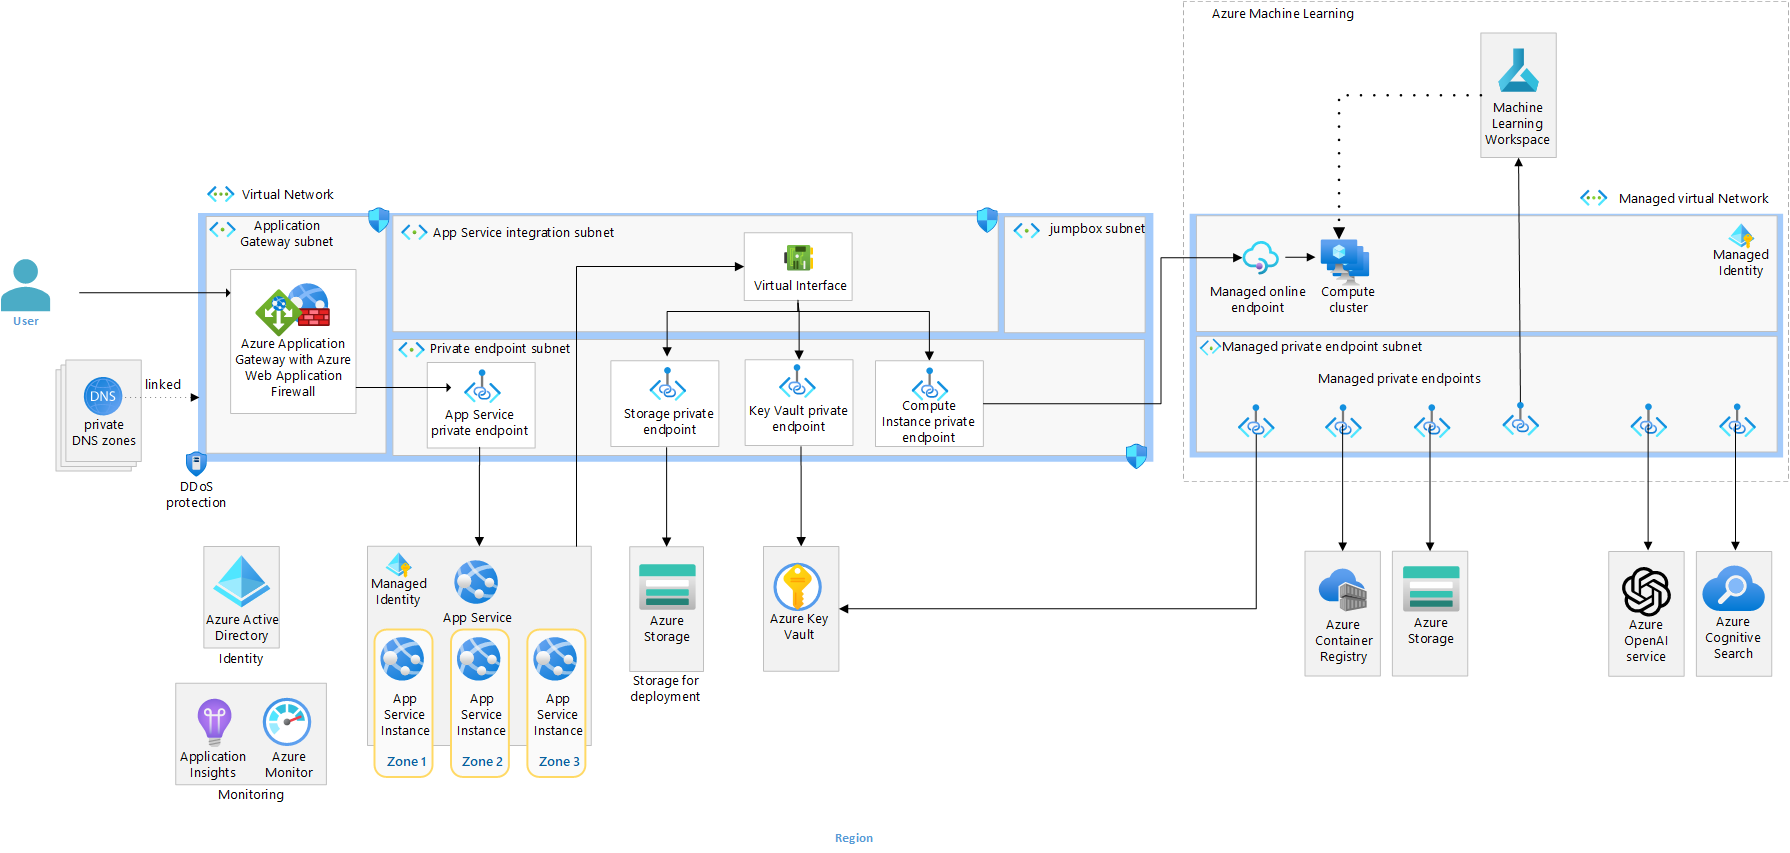 Azure Machine Learning
Machine
Learning
Workspace
Virtual Network
Managed virtual Network
Application
Gateway subnet
App Service integration subnet
jumpbox subnet
Managed
Identity
Virtual Interface
Managed online
endpoint
Compute
cluster
User
Azure Application
Gateway with Azure
Web Application
Firewall
Private endpoint subnet
Managed private endpoint subnet
Managed private endpoints
linked
DNS
private
DNS zones
App Service
private endpoint
Storage private
endpoint
Key Vault private
endpoint
Compute
Instance private
endpoint
DDoS
protection
Azure Active
Directory
Identity
Managed
Identity
App Service
Azure
Storage
Storage for
deployment
Azure Key
Vault
Azure
Container
Registry
Azure
Storage
Azure
OpenAI
service
Azure
Cognitive
Search
App
Service
Instance
Zone 1
App
Service
Instance
Zone 2
App
Service
Instance
Zone 3
Application
Insights
Azure
Monitor
Monitoring
Region